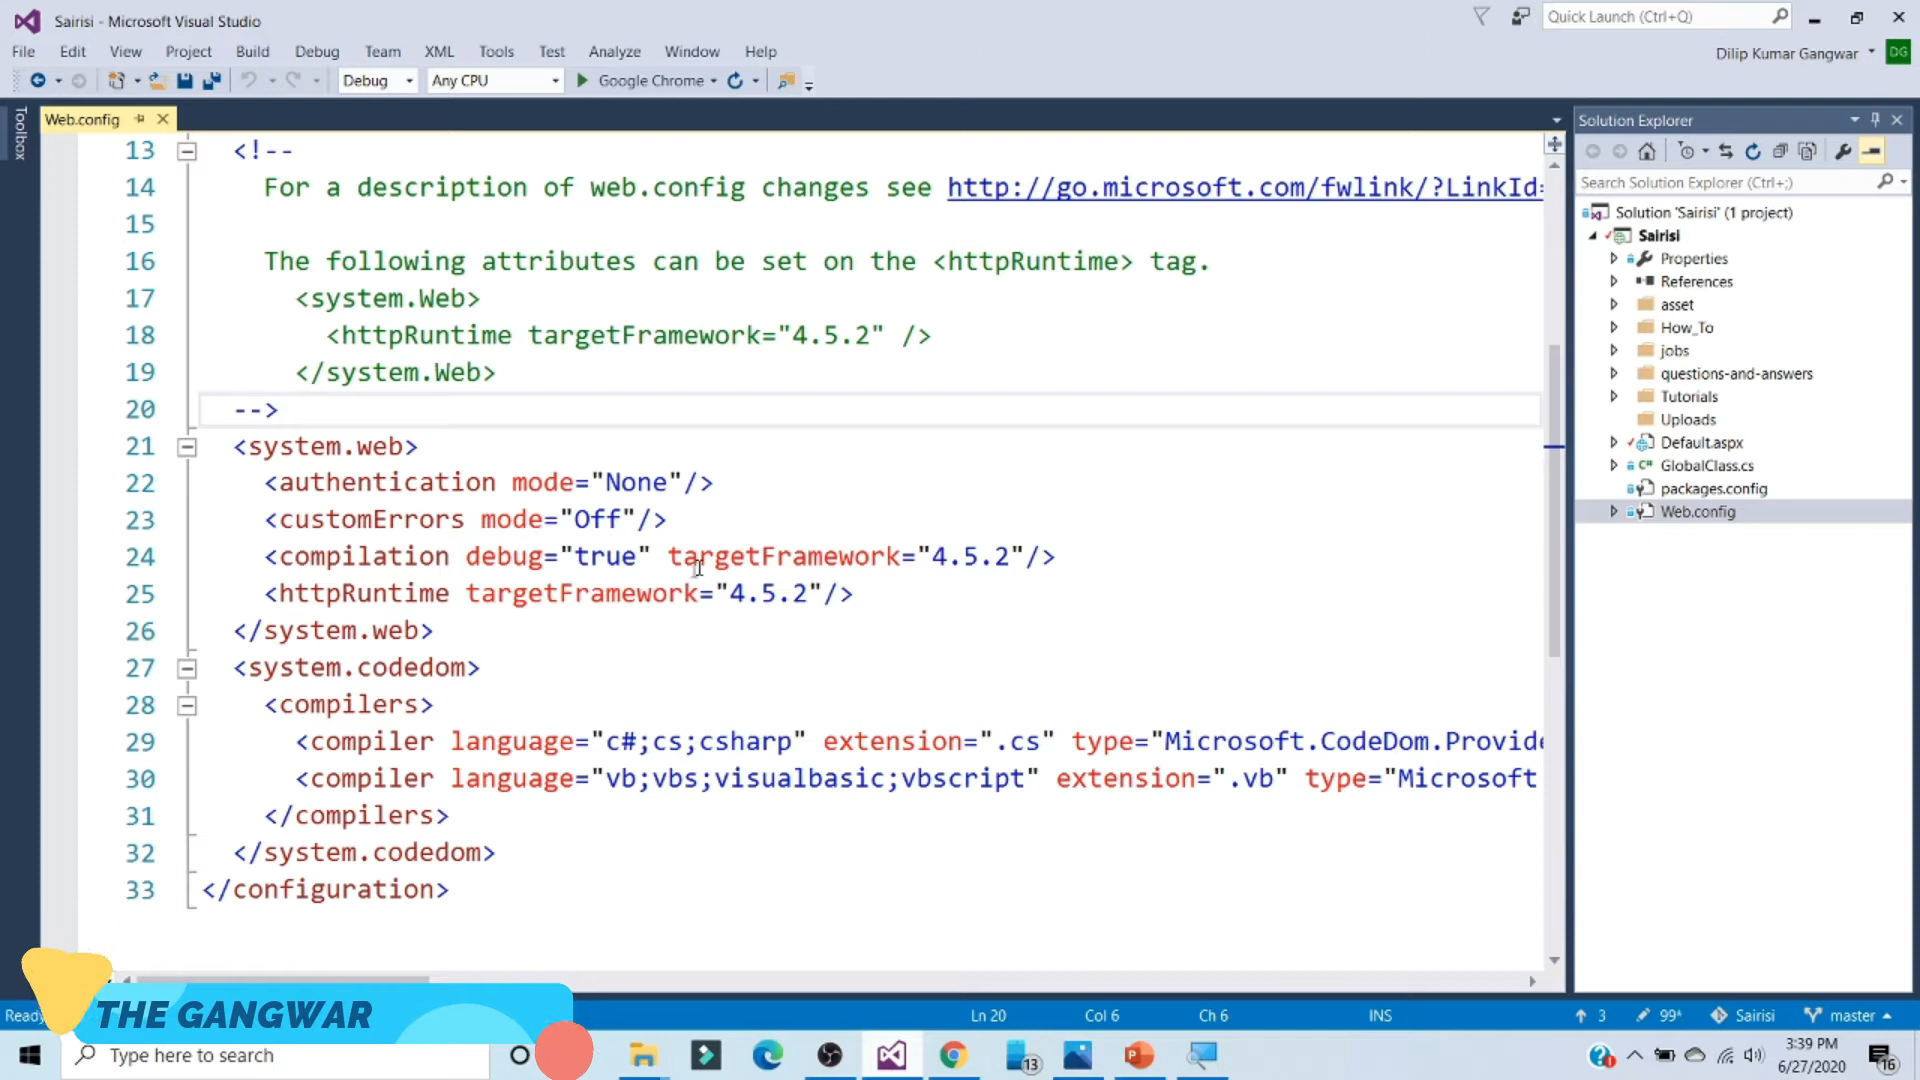 Sairisi - Microsoft Visual Studio
Quick Launch (Ctrl+Q)
File Edit View Project Build Debug Team XML Tools Test Analyze Window Help
Dilip Kumar Gangwar DG
Debug Any CPU Google Chrome
Toolbox
Web.config
13 <!--
14 For a description of web.config changes see http://go.microsoft.com/fwlink/?LinkId=
15
16 The following attributes can be set on the <httpRuntime> tag.
17 <system.Web>
18 <httpRuntime targetFramework="4.5.2" />
19 </system.Web>
20 -->
21 <system.web>
22 <authentication mode="None"/>
23 <customErrors mode="Off"/>
24 <compilation debug="true" targetFramework="4.5.2"/>
25 <httpRuntime targetFramework="4.5.2"/>
26 </system.web>
27 <system.codedom>
28 <compilers>
29 <compiler language="c#;cs;csharp" extension=".cs" type="Microsoft.CodeDom.Provide
30 <compiler language="vb;vbs;visualbasic;vbscript" extension=".vb" type="Microsoft
31 </compilers>
32 </system.codedom>
33 </configuration>
Solution Explorer
Search Solution Explorer (Ctrl+;)
Solution 'Sairisi' (1 project)
Sairisi
Properties
References
asset
How_To
jobs
questions-and-answers
Tutorials
Uploads
Default.aspx
C# GlobalClass.cs
packages.config
Web.config
THE GANGWAR
Ready Ln 20 Col 6 Ch 6 INS 3 99* Sairisi master
Type here to search
13
3:39 PM
6/27/2020
16